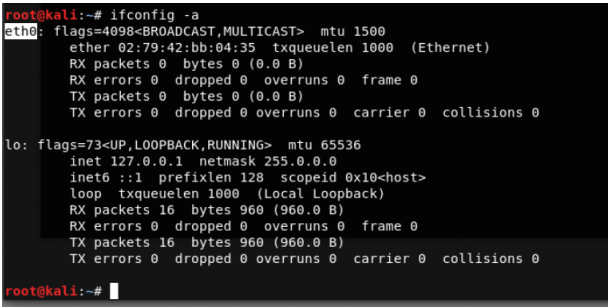 root@kali:~# ifconfig -a
eth0: flags=4098<BROADCAST,MULTICAST>  mtu 1500
        ether 02:79:42:bb:04:35  txqueuelen 1000  (Ethernet)
        RX packets 0  bytes 0 (0.0 B)
        RX errors 0  dropped 0  overruns 0  frame 0
        TX packets 0  bytes 0 (0.0 B)
        TX errors 0  dropped 0 overruns 0  carrier 0  collisions 0

lo: flags=73<UP,LOOPBACK,RUNNING>  mtu 65536
        inet 127.0.0.1  netmask 255.0.0.0
        inet6 ::1  prefixlen 128  scopeid 0x10<host>
        loop  txqueuelen 1000  (Local Loopback)
        RX packets 16  bytes 960 (960.0 B)
        RX errors 0  dropped 0  overruns 0  frame 0
        TX packets 16  bytes 960 (960.0 B)
        TX errors 0  dropped 0 overruns 0  carrier 0  collisions 0

root@kali:~#